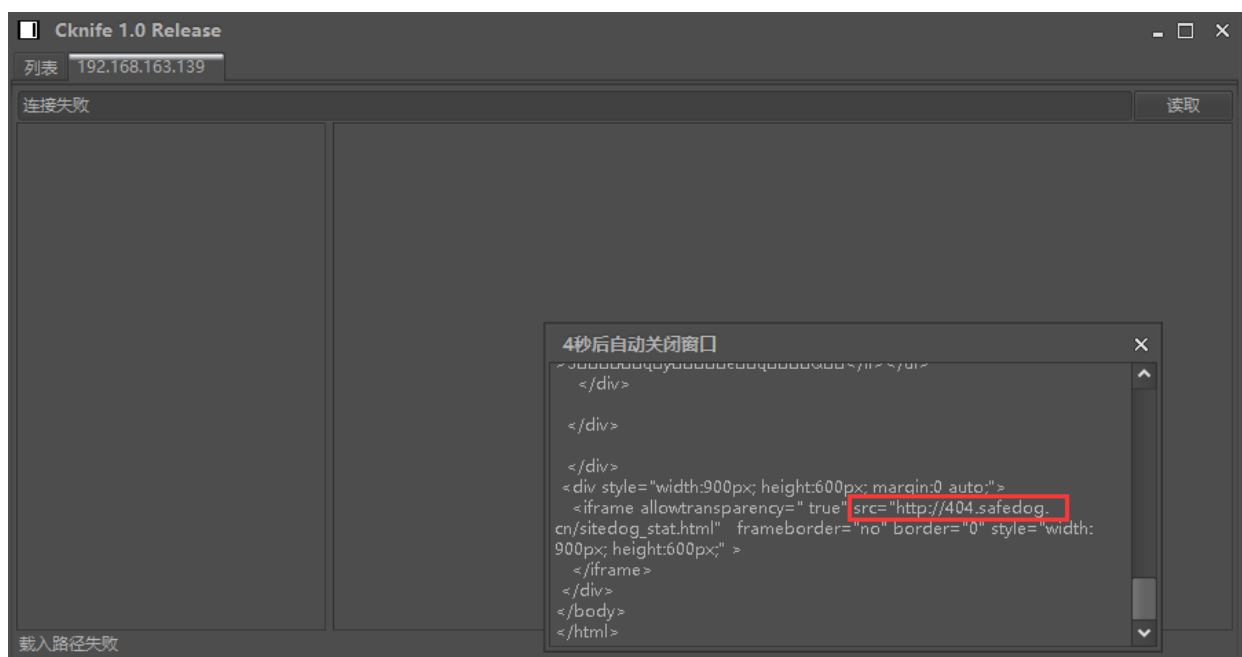 Cknife 1.0 Release
列表 192.168.163.139
连接失败 读取
4秒后自动关闭窗口
</div>
</div>
</div>
<div style="width:900px; height:600px; margin:0 auto;">
<iframe allowtransparency=" true" src="http://404.safedog.
cn/sitedog_stat.html" frameborder="no" border="0" style="width:
900px; height:600px;" >
</iframe>
</div>
</body>
</html>
载入路径失败